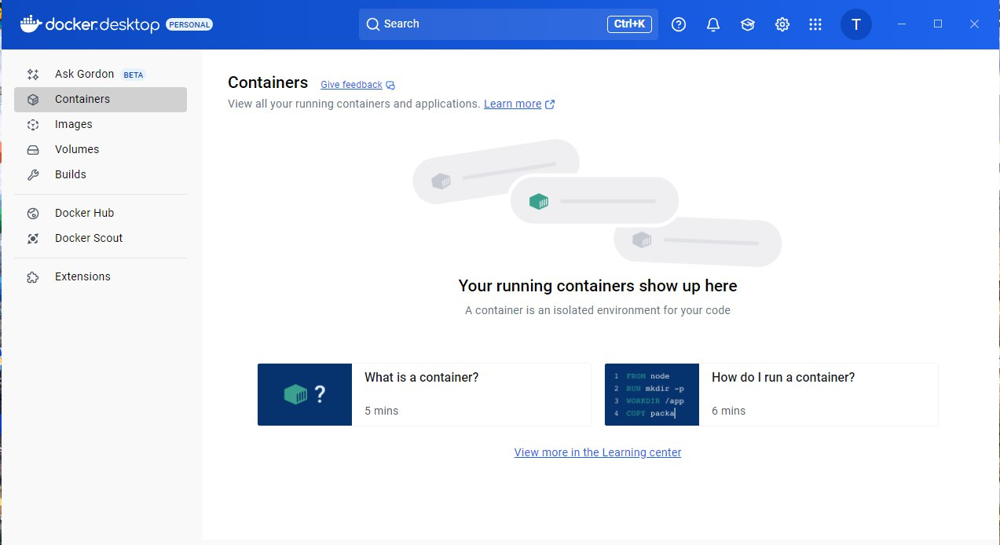 docker.desktop PERSONAL
Search Ctrl+K
T
Ask Gordon BETA
Containers
Images
Volumes
Builds
Docker Hub
Docker Scout
Extensions
Containers Give feedback
View all your running containers and applications. Learn more
Your running containers show up here
A container is an isolated environment for your code
?
What is a container?
5 mins
1 FROM node
2 RUN mkdir -p
3 WORKDIR /app
4 COPY packa
How do I run a container?
6 mins
View more in the Learning center